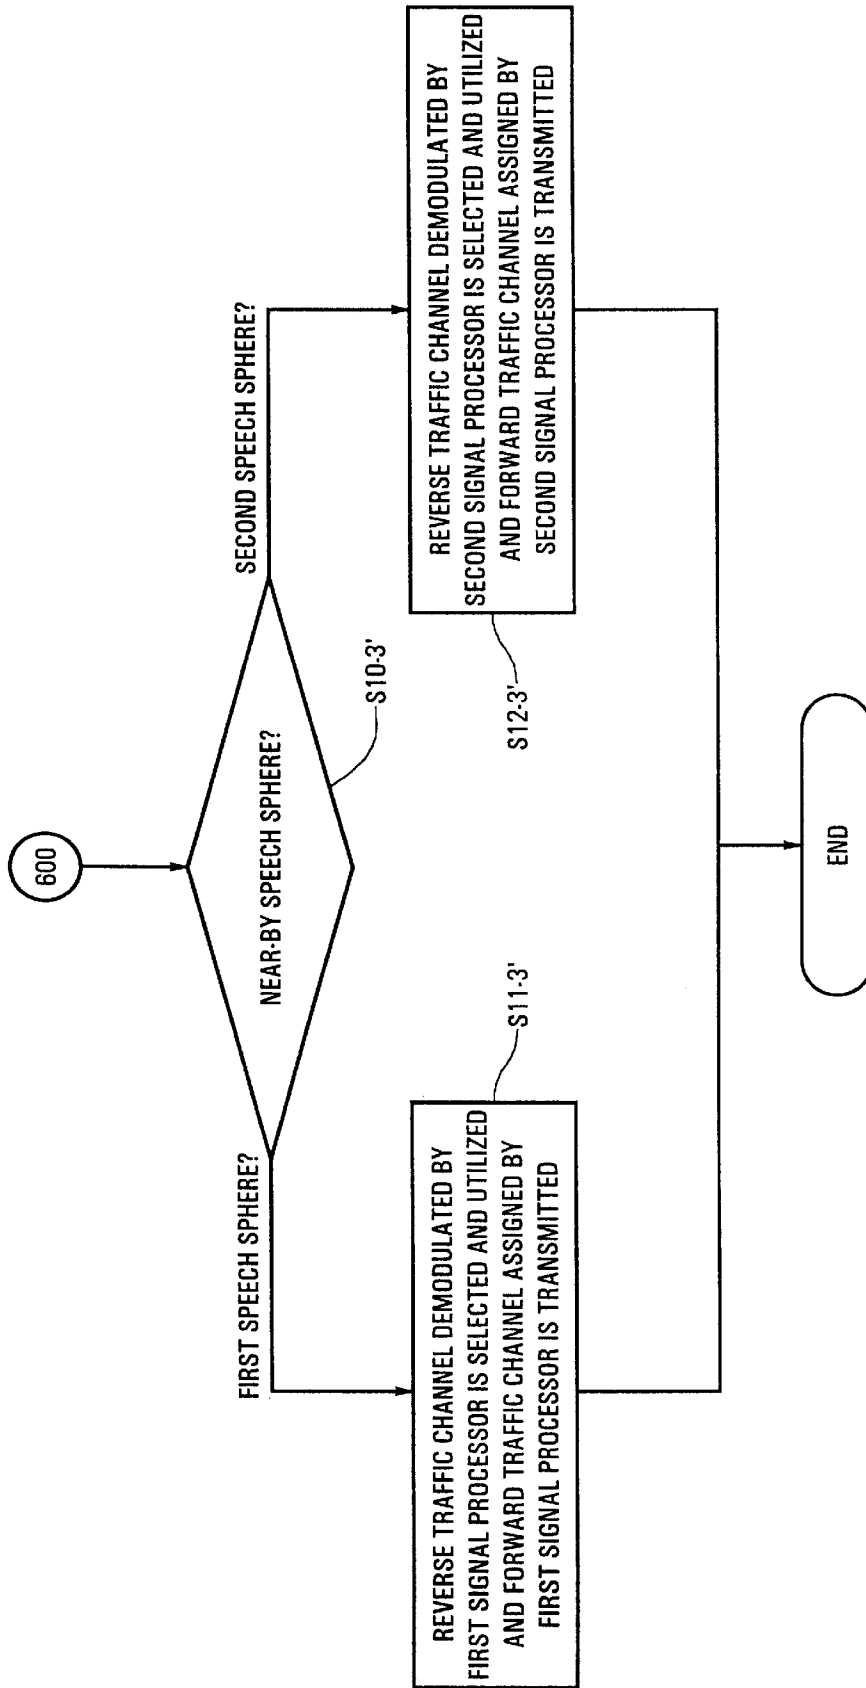 600
NEAR-BY SPEECH SPHERE?
S10-3'
FIRST SPEECH SPHERE?
SECOND SPEECH SPHERE?
REVERSE TRAFFIC CHANNEL DEMODULATED BY
FIRST SIGNAL PROCESSOR IS SELECTED AND UTILIZED
AND FORWARD TRAFFIC CHANNEL ASSIGNED BY
FIRST SIGNAL PROCESSOR IS TRANSMITTED
S11-3'
REVERSE TRAFFIC CHANNEL DEMODULATED BY
SECOND SIGNAL PROCESSOR IS SELECTED AND UTILIZED
AND FORWARD TRAFFIC CHANNEL ASSIGNED BY
SECOND SIGNAL PROCESSOR IS TRANSMITTED
S12-3'
END